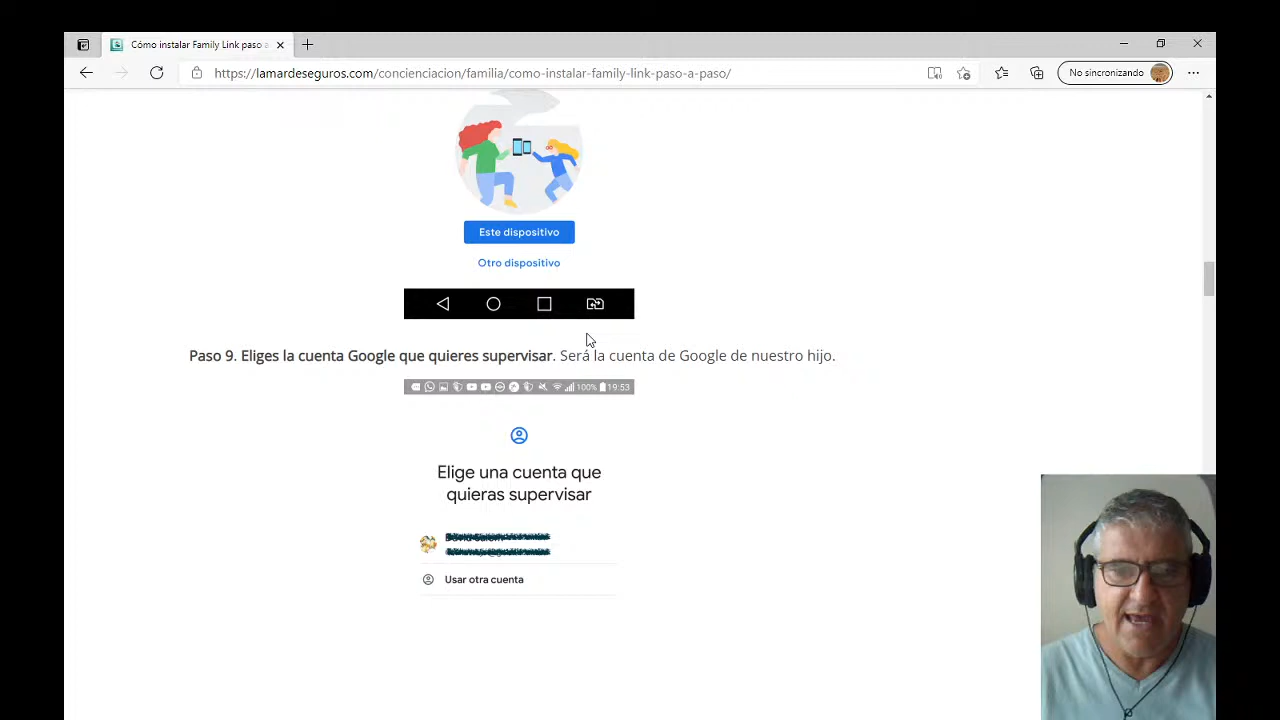 Cómo instalar Family Link paso a
https://lamardeseguros.com/concienciacion/familia/como-instalar-family-link-paso-a-paso/
No sincronizando
Este dispositivo
Otro dispositivo
Paso 9. Eliges la cuenta Google que quieres supervisar. Será la cuenta de Google de nuestro hijo.
100% 19:53
Elige una cuenta que
quieras supervisar
Usar otra cuenta